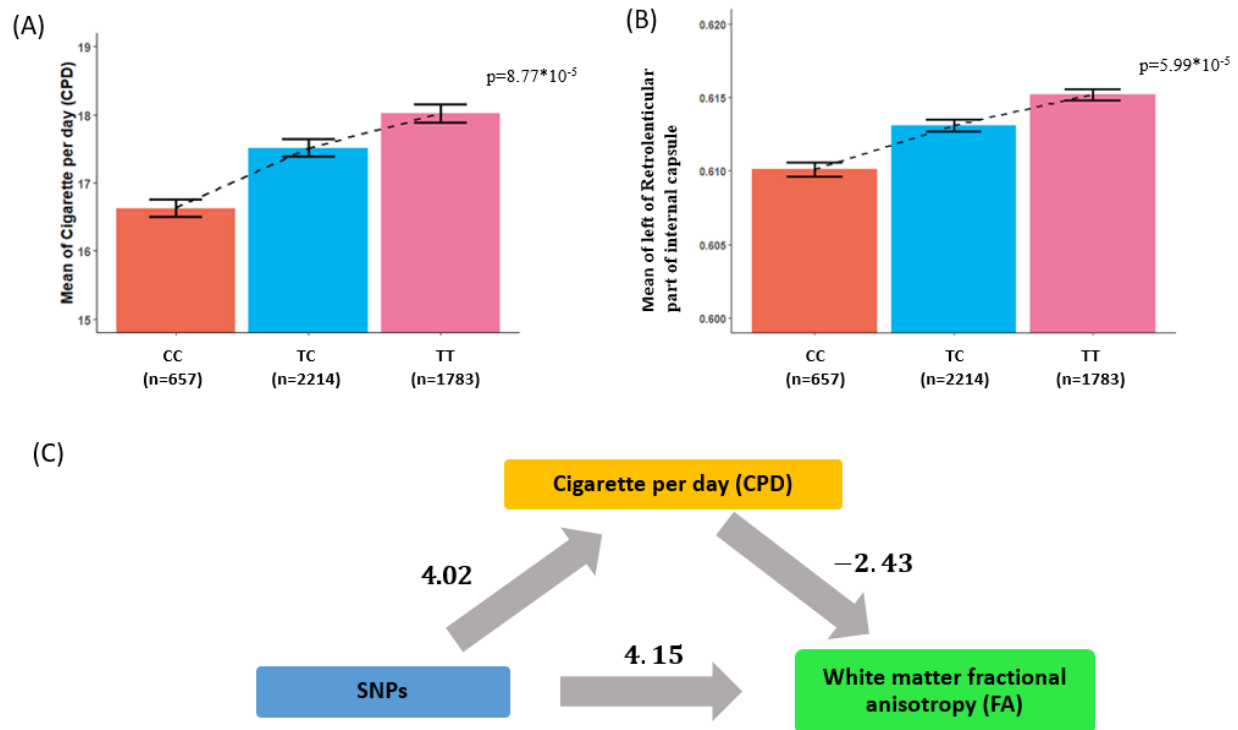 (A)
Mean of Cigarette per day (CPD)
19
18
17
16
15
p=8.77*10⁻⁵
CC
(n=657)
TC
(n=2214)
TT
(n=1783)
(B)
Mean of left of Retrolenticular
part of internal capsule
0.620
0.615
0.610
0.605
0.600
p=5.99*10⁻⁵
CC
(n=657)
TC
(n=2214)
TT
(n=1783)
(C)
Cigarette per day (CPD)
4.02
−2.43
SNPs
4.15
White matter fractional
anisotropy (FA)